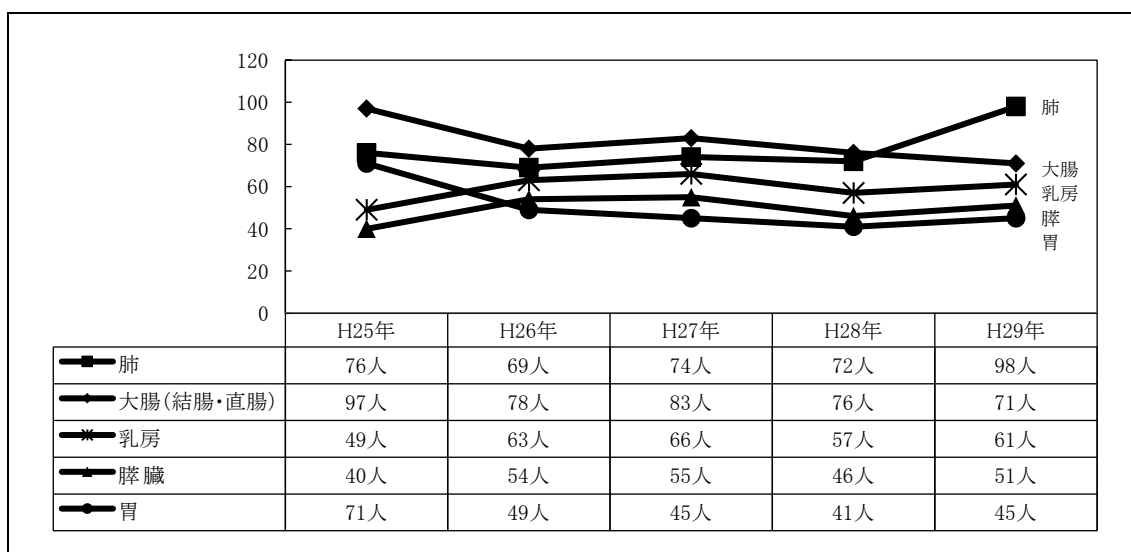 120
100
80
60
40
20
0
肺
大腸
乳房
膵
胃
H25年 H26年 H27年 H28年 H29年
肺 76人 69人 74人 72人 98人
大腸(結腸・直腸) 97人 78人 83人 76人 71人
乳房 49人 63人 66人 57人 61人
膵臓 40人 54人 55人 46人 51人
胃 71人 49人 45人 41人 45人